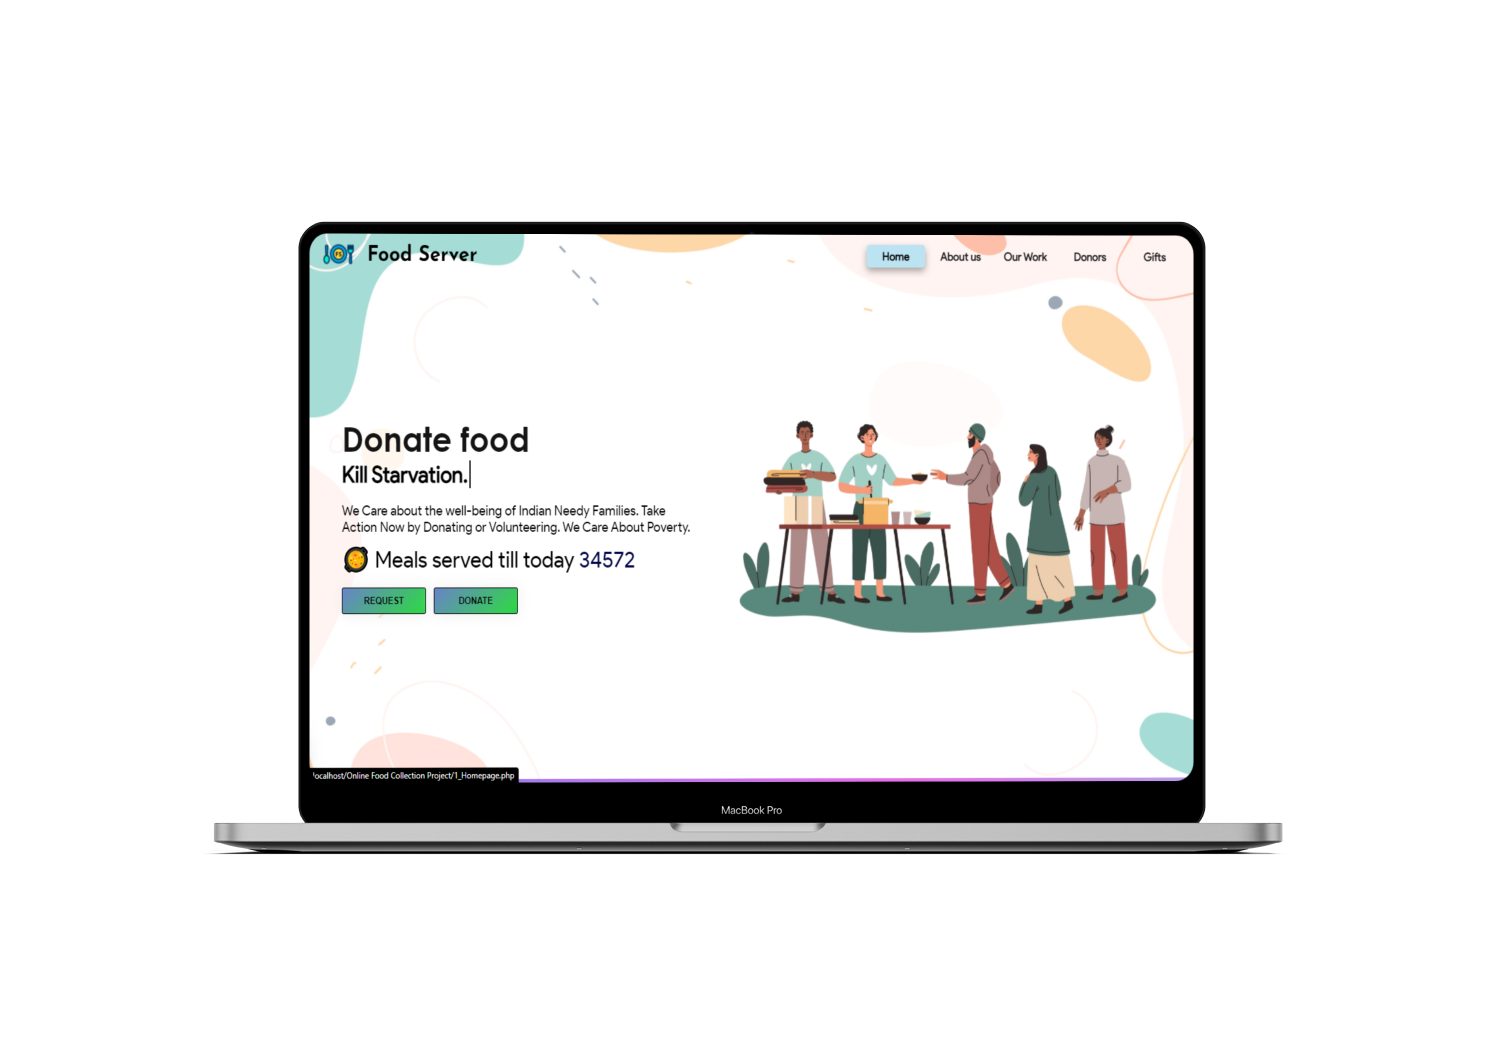 FS
Food Server
Home About us Our Work Donors Gifts
Donate food
Kill Starvation.
We Care about the well-being of Indian Needy Families. Take
Action Now by Donating or Volunteering. We Care About Poverty.
Meals served till today 34572
REQUEST DONATE
localhost/Online Food Collection Project/1_Homepage.php
MacBook Pro